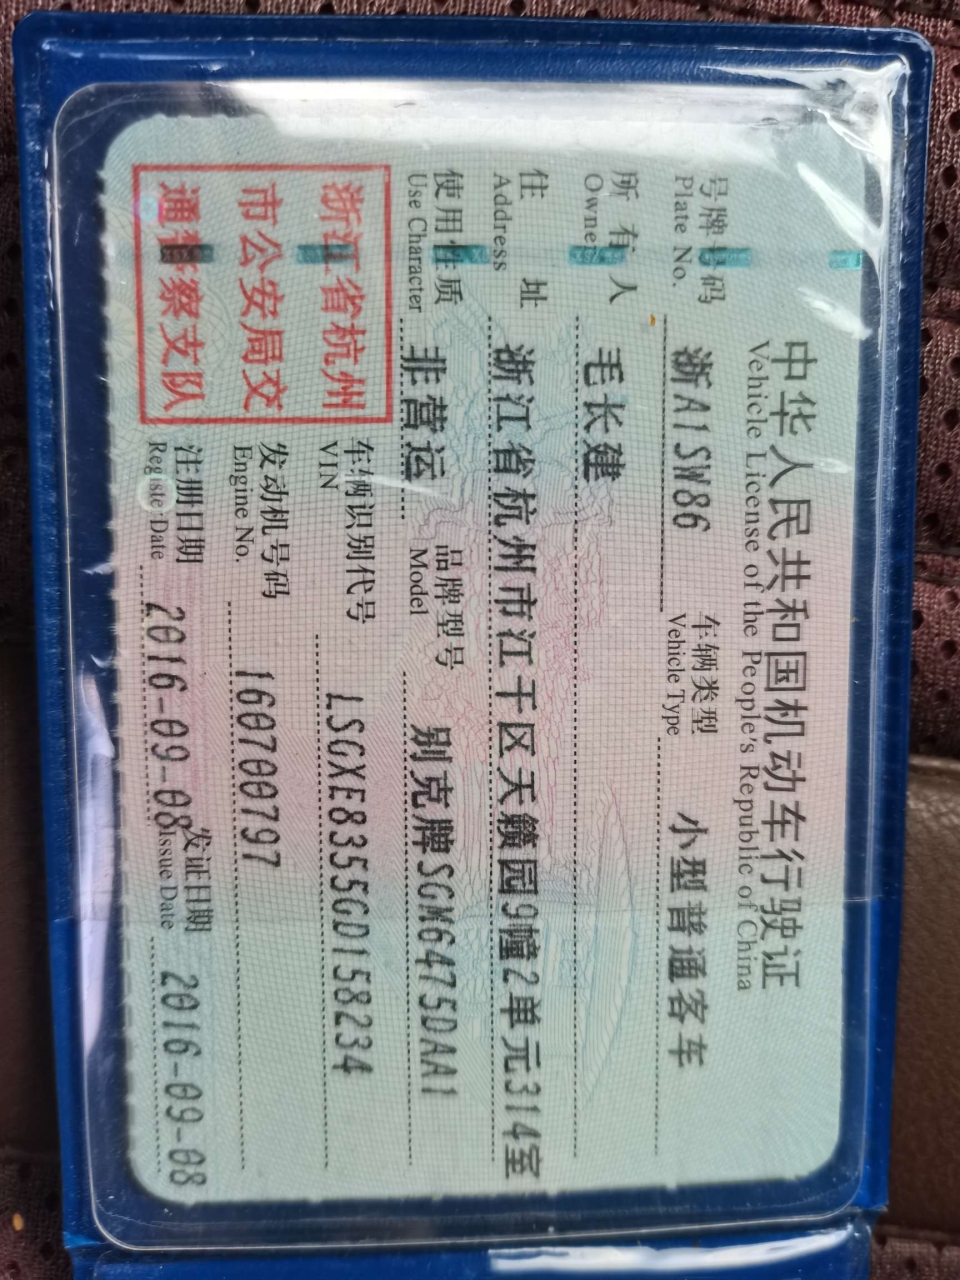 中华人民共和国机动车行驶证
Vehicle License of the People's Republic of China
号牌号码 浙A1SW86 车辆类型 小型普通客车
Plate No. Vehicle Type
所有人 毛长建
Owner
住址 浙江省杭州市江干区天籁园9幢2单元314室
Address
使用性质 非营运 品牌型号 别克牌SGM6475DAA1
Use Character Model
浙江省杭州
市公安局交
通警察支队
车辆识别代号 LSGXE8355GD158234
VIN
发动机号码 160700797
Engine No.
注册日期 2016-09-08 发证日期 2016-09-08
Registe Date Issue Date